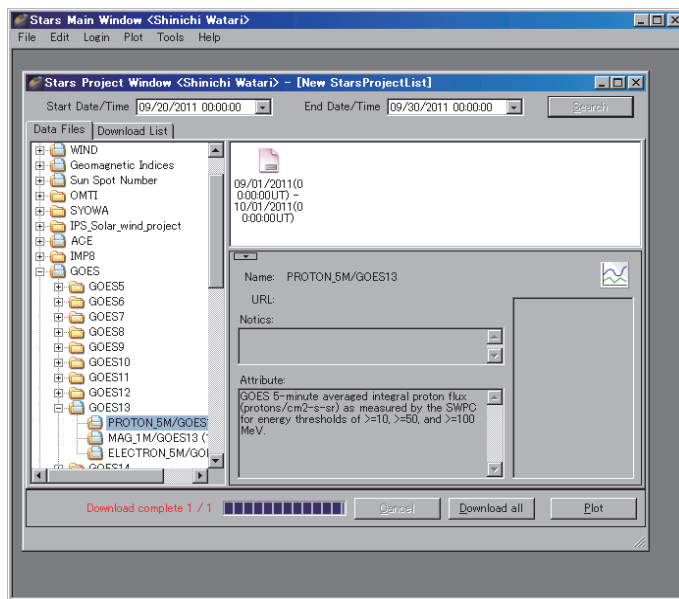 Stars Main Window <Shinichi Watari>
File Edit Login Plot Tools Help
Stars Project Window <Shinichi Watari> - [New StarsProjectList]
Start Date/Time 09/20/2011 00:00:00 End Date/Time 09/30/2011 00:00:00 Search
Data Files Download List
WIND
Geomagnetic Indices
Sun Spot Number
OMTI
SYOWA
IPS_Solar_wind_project
ACE
IMP8
GOES
GOES5
GOES6
GOES7
GOES8
GOES9
GOES10
GOES11
GOES12
GOES13
PROTON_5M/GOES
MAG_1M/GOES13 (
ELECTRON_5M/GOE
GOES14
09/01/2011(0
0:00:00UT) -
10/01/2011(0
0:00:00UT)
Name: PROTON_5M/GOES13
URL:
Notics:
Attribute:
GOES 5-minute averaged integral proton flux
(protons/cm2-s-sr) as measured by the SWPC
for energy thresholds of >=10, >=50, and >=100
MeV.
Download complete 1 / 1 Cancel Download all Plot